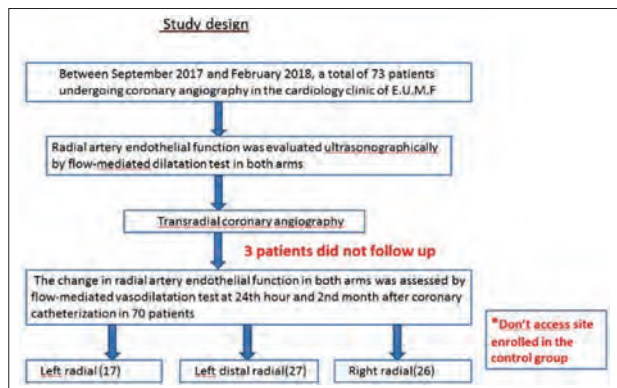 Study design
Between September 2017 and February 2018, a total of 73 patients
undergoing coronary angiography in the cardiology clinic of E.U.M.F
Radial artery endothelial function was evaluated ultrasonographically
by flow-mediated dilatation test in both arms
Transradial coronary angiography
3 patients did not follow up
The change in radial artery endothelial function in both arms was assessed by
flow-mediated vasodilatation test at 24th hour and 2nd month after coronary
catheterization in 70 patients
*Don't access site
enrolled in the
control group
Left radial(17)
Left distal radial(27)
Right radial(26)